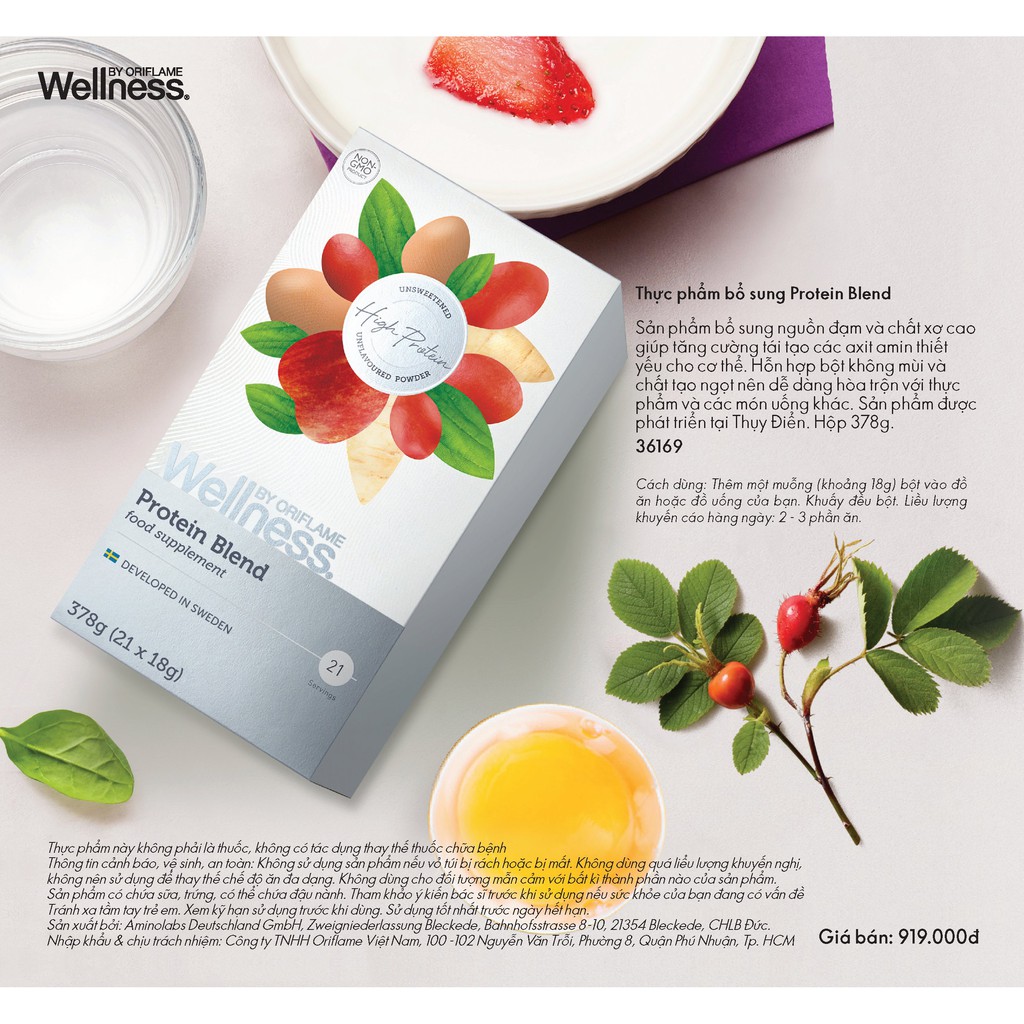 Wellness.
BY ORIFLAME
NON-
GMO
PRODUCT
UNSWEETENED
High Protein
UNFLAVOURED POWDER
Wellness.
BY ORIFLAME
Protein Blend
food supplement
DEVELOPED IN SWEDEN
378g (21 x 18g)
21
Servings
Thực phẩm bổ sung Protein Blend
Sản phẩm bổ sung nguồn đạm và chất xơ cao
giúp tăng cường tái tạo các axit amin thiết
yếu cho cơ thể. Hỗn hợp bột không mùi và
chất tạo ngọt nên dễ dàng hòa trộn với thực
phẩm và các món uống khác. Sản phẩm được
phát triển tại Thụy Điển. Hộp 378g.
36169
Cách dùng: Thêm một muỗng (khoảng 18g) bột vào đồ
ăn hoặc đồ uống của bạn. Khuấy đều bột. Liều lượng
khuyến cáo hàng ngày: 2 - 3 phần ăn.
Thực phẩm này không phải là thuốc, không có tác dụng thay thế thuốc chữa bệnh
Thông tin cảnh báo, vệ sinh, an toàn: Không sử dụng sản phẩm nếu vỏ túi bị rách hoặc bị mất. Không dùng quá liều lượng khuyến nghị,
không nên sử dụng để thay thế chế độ ăn đa dạng. Không dùng cho đối tượng mẫn cảm với bất kì thành phần nào của sản phẩm.
Sản phẩm có chứa sữa, trứng, có thể chứa đậu nành. Tham khảo ý kiến bác sĩ trước khi sử dụng nếu sức khỏe của bạn đang có vấn đề
Tránh xa tầm tay trẻ em. Xem kỹ hạn sử dụng trước khi dùng. Sử dụng tốt nhất trước ngày hết hạn.
Sản xuất bởi: Aminolabs Deutschland GmbH, Zweigniederlassung Bleckede, Bahnhofsstrasse 8-10, 21354 Bleckede, CHLB Đức.
Nhập khẩu & chịu trách nhiệm: Công ty TNHH Oriflame Việt Nam, 100 -102 Nguyễn Văn Trỗi, Phường 8, Quận Phú Nhuận, Tp. HCM
Giá bán: 919.000đ